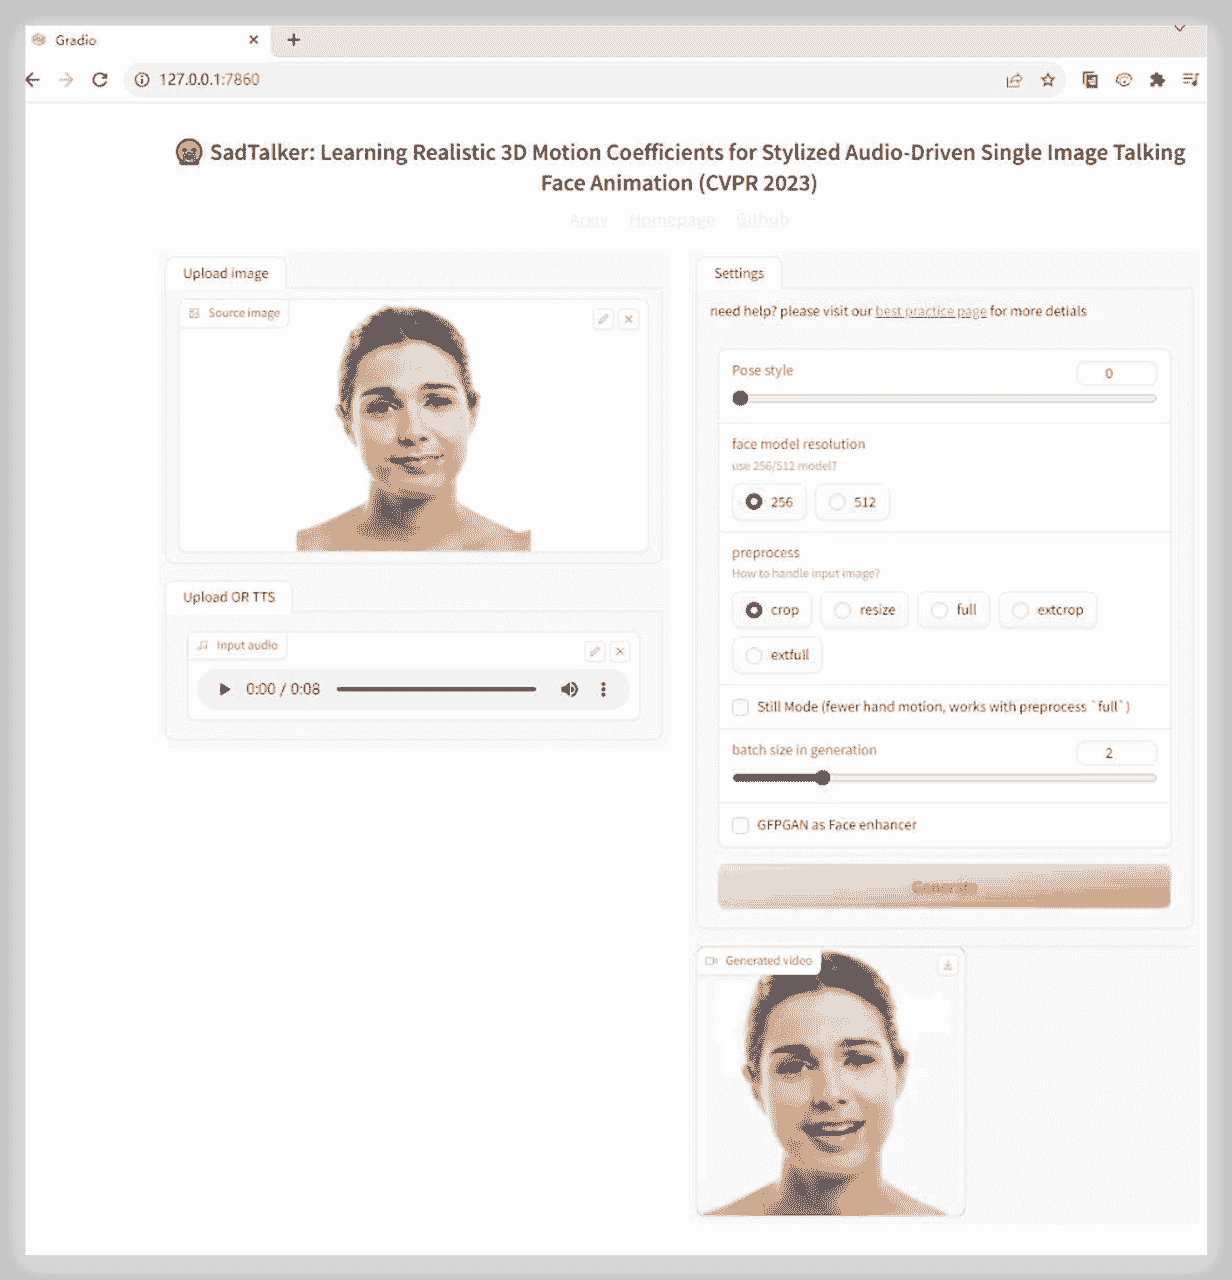 Gradio
127.0.0.1:7860
SadTalker: Learning Realistic 3D Motion Coefficients for Stylized Audio-Driven Single Image Talking
Face Animation (CVPR 2023)
Arxiv Homepage Github
Upload image
Source image
Upload OR TTS
Input audio
0:00 / 0:08
Settings
need help? please visit our best practice page for more detials
Pose style
0
face model resolution
use 256/512 model?
256 512
preprocess
How to handle input image?
crop resize full extcrop
extfull
Still Mode (fewer hand motion, works with preprocess `full`)
batch size in generation
2
GFPGAN as Face enhancer
Generate
Generated video